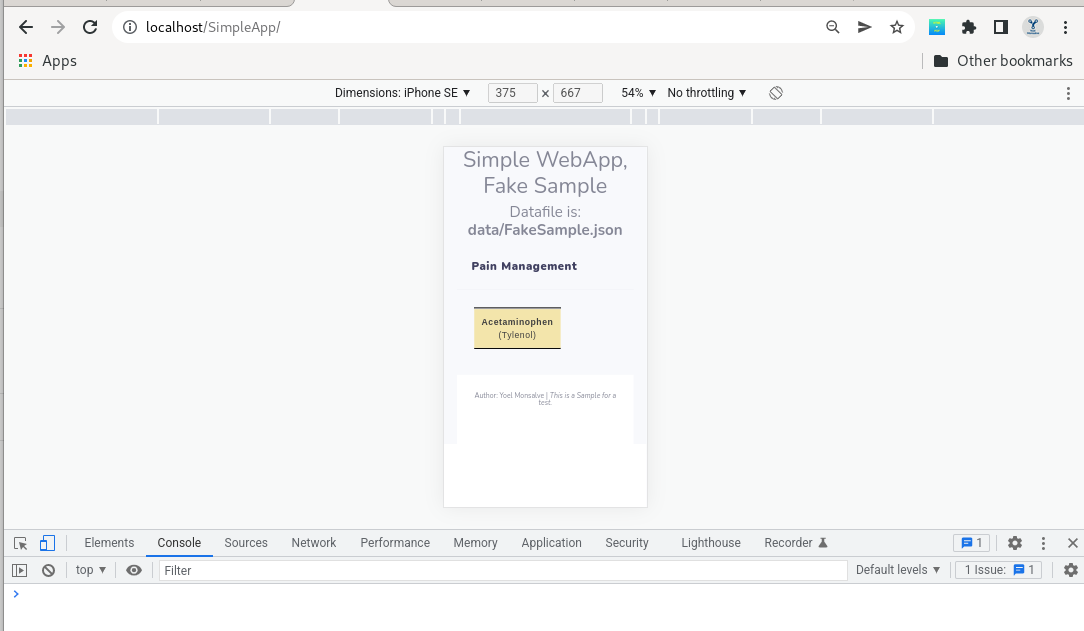 localhost/SimpleApp/
Apps
Other bookmarks
Dimensions: iPhone SE 375 × 667 54% No throttling
Simple WebApp,
Fake Sample
Datafile is:
data/FakeSample.json
Pain Management
Acetaminophen
(Tylenol)
Author: Yoel Monsalve | This is a Sample for a
test.
Elements Console Sources Network Performance Memory Application Security Lighthouse Recorder 1
top Filter Default levels 1 Issue: 1